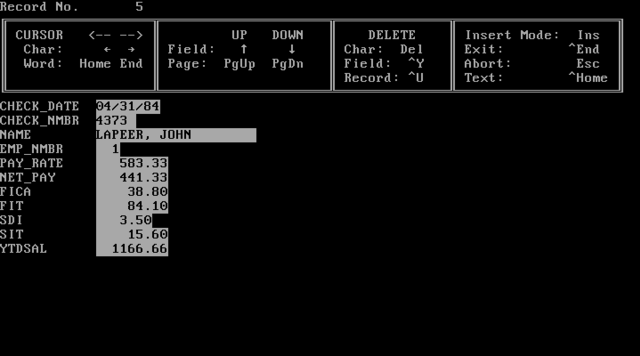 Record No. 5
CURSOR <-- --> UP DOWN DELETE Insert Mode: Ins
Char: ← → Field: ↑ ↓ Char: Del Exit: ^End
Word: Home End Page: PgUp PgDn Field: ^Y Abort: Esc
Record: ^U Text: ^Home
CHECK_DATE 04/31/84
CHECK_NMBR 4373
NAME LAPEER, JOHN
EMP_NMBR 1
PAY_RATE 583.33
NET_PAY 441.33
FICA 38.80
FIT 84.10
SDI 3.50
SIT 15.60
YTDSAL 1166.66